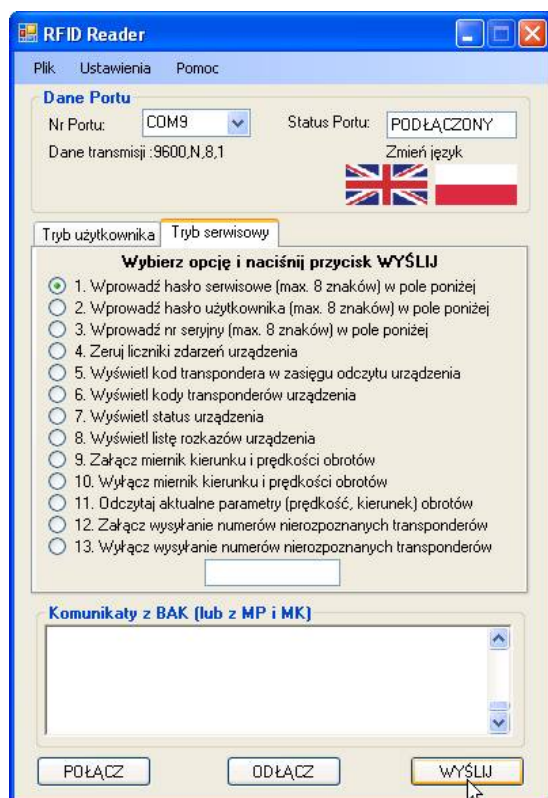 RFID Reader
Plik Ustawienia Pomoc
Dane Portu
Nr Portu: COM9 Status Portu: PODŁĄCZONY
Dane transmisji :9600,N,8,1 Zmień język
Tryb użytkownika Tryb serwisowy
Wybierz opcję i naciśnij przycisk WYŚLIJ
1. Wprowadź hasło serwisowe (max. 8 znaków) w pole poniżej
2. Wprowadź hasło użytkownika (max. 8 znaków) w pole poniżej
3. Wprowadź nr seryjny (max. 8 znaków) w pole poniżej
4. Zeruj liczniki zdarzeń urządzenia
5. Wyświetl kod transpondera w zasięgu odczytu urządzenia
6. Wyświetl kody transponderów urządzenia
7. Wyświetl status urządzenia
8. Wyświetl listę rozkazów urządzenia
9. Załącz miernik kierunku i prędkości obrotów
10. Wyłącz miernik kierunku i prędkości obrotów
11. Odczytaj aktualne parametry (prędkość, kierunek) obrotów
12. Załącz wysyłanie numerów nierozpoznanych transponderów
13. Wyłącz wysyłanie numerów nierozpoznanych transponderów
Komunikaty z BAK (lub z MP i MK)
POŁĄCZ ODŁĄCZ WYŚLIJ